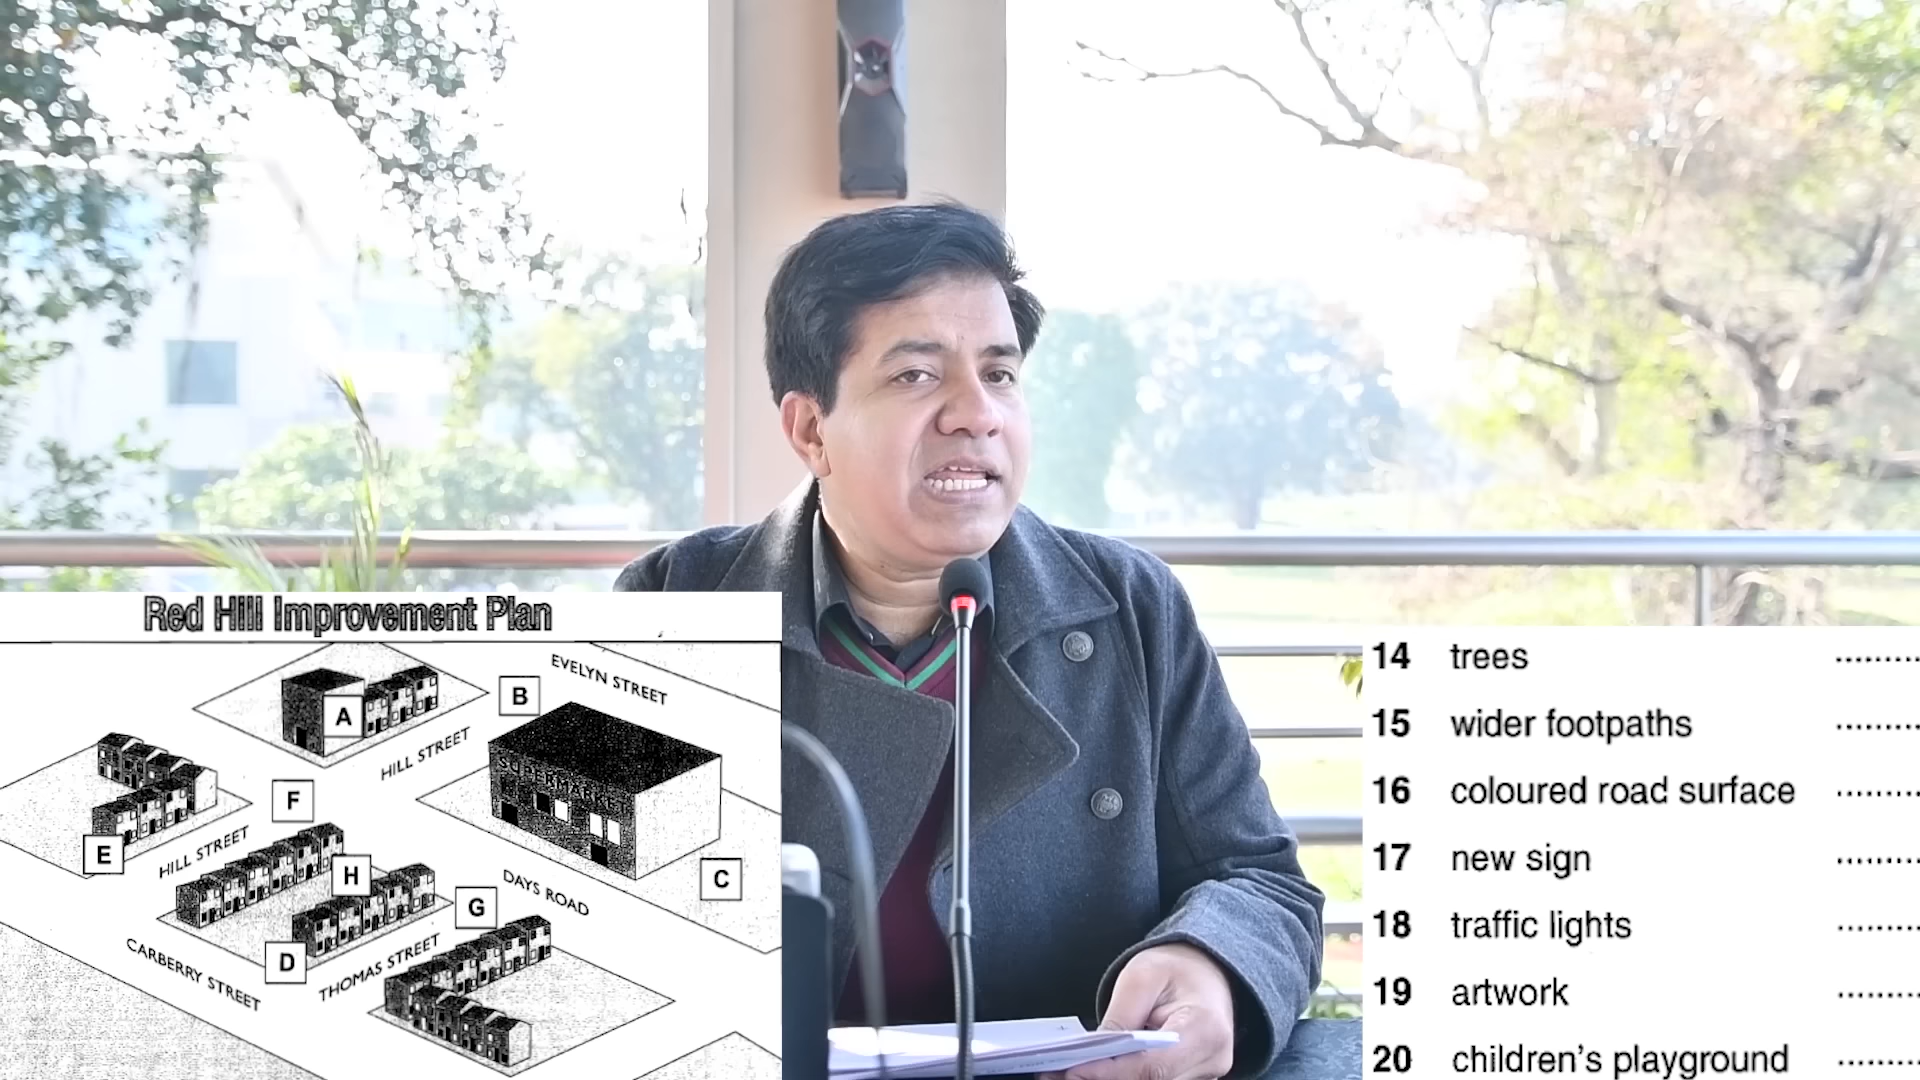 Red Hill Improvement Plan
EVELYN STREET
B
A
HILL STREET
SUPERMARKET
F
E
HILL STREET
H
C
DAYS ROAD
G
D
THOMAS STREET
CARBERRY STREET
14 trees ..........
15 wider footpaths ..........
16 coloured road surface ..........
17 new sign ..........
18 traffic lights ..........
19 artwork ..........
20 children's playground ..........